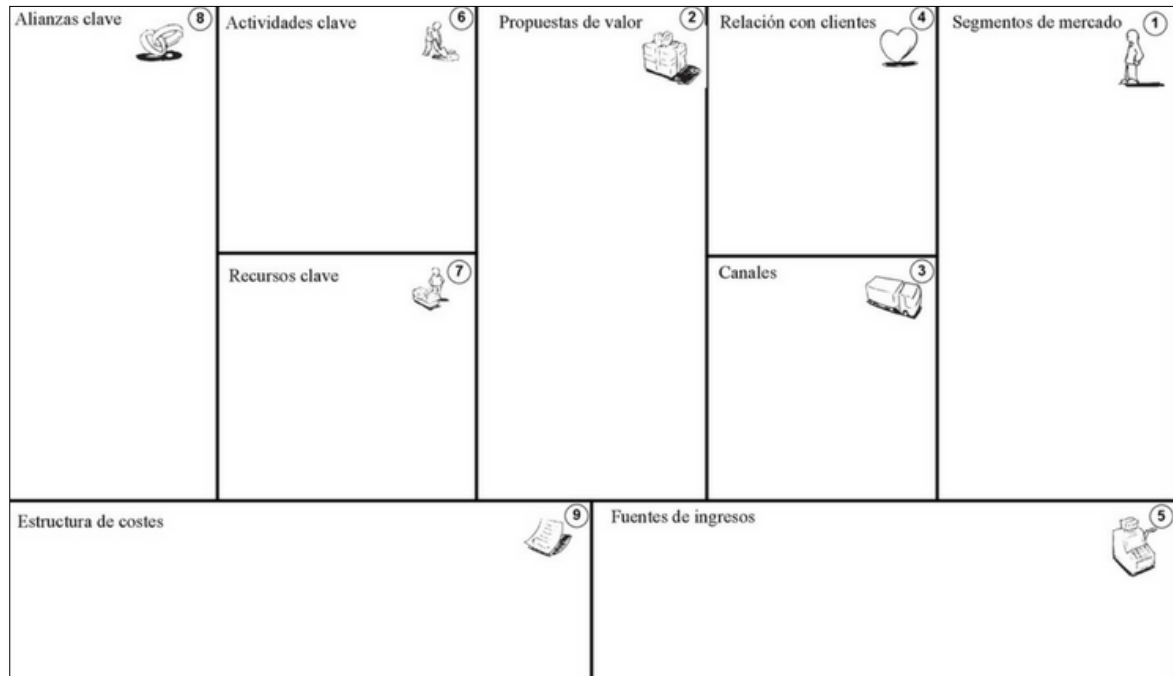 Alianzas clave
8
Actividades clave
6
Propuestas de valor
2
Relación con clientes
4
Segmentos de mercado
1
Recursos clave
7
Canales
3
Estructura de costes
9
Fuentes de ingresos
5